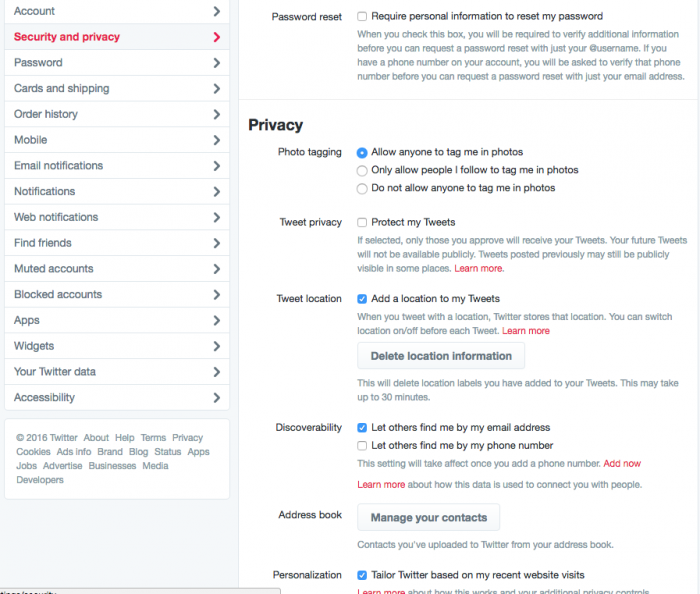 Account
Security and privacy
Password
Cards and shipping
Order history
Mobile
Email notifications
Notifications
Web notifications
Find friends
Muted accounts
Blocked accounts
Apps
Widgets
Your Twitter data
Accessibility
© 2016 Twitter About Help Terms Privacy
Cookies Ads info Brand Blog Status Apps
Jobs Advertise Businesses Media
Developers
Password reset
Require personal information to reset my password
When you check this box, you will be required to verify additional information
before you can request a password reset with just your @username. If you
have a phone number on your account, you will be asked to verify that phone
number before you can request a password reset with just your email address.
Privacy
Photo tagging
Allow anyone to tag me in photos
Only allow people I follow to tag me in photos
Do not allow anyone to tag me in photos
Tweet privacy
Protect my Tweets
If selected, only those you approve will receive your Tweets. Your future Tweets
will not be available publicly. Tweets posted previously may still be publicly
visible in some places. Learn more.
Tweet location
Add a location to my Tweets
When you tweet with a location, Twitter stores that location. You can switch
location on/off before each Tweet. Learn more
Delete location information
This will delete location labels you have added to your Tweets. This may take
up to 30 minutes.
Discoverability
Let others find me by my email address
Let others find me by my phone number
This setting will take affect once you add a phone number. Add now
Learn more about how this data is used to connect you with people.
Address book
Manage your contacts
Contacts you've uploaded to Twitter from your address book.
Personalization
Tailor Twitter based on my recent website visits
Learn more about how this works and your additional privacy controls.